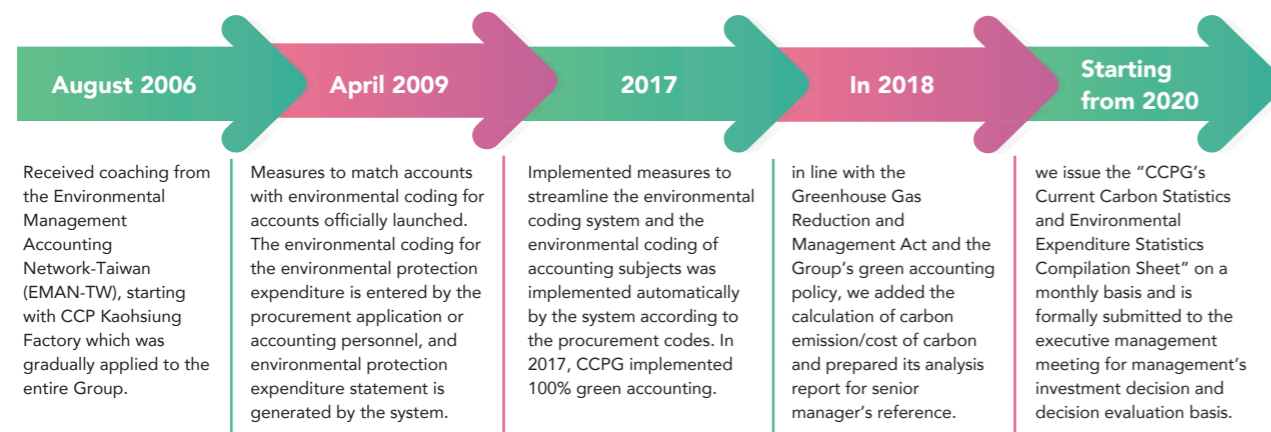 August 2006
Received coaching from
the Environmental
Management
Accounting
Network-Taiwan
(EMAN-TW), starting
with CCP Kaohsiung
Factory which was
gradually applied to the
entire Group.
April 2009
Measures to match accounts
with environmental coding for
accounts officially launched.
The environmental coding for
the environmental protection
expenditure is entered by the
procurement application or
accounting personnel, and
environmental protection
expenditure statement is
generated by the system.
2017
Implemented measures to
streamline the environmental
coding system and the
environmental coding of
accounting subjects was
implemented automatically
by the system according to
the procurement codes. In
2017, CCPG implemented
100% green accounting.
In 2018
in line with the
Greenhouse Gas
Reduction and
Management Act and the
Group's green accounting
policy, we added the
calculation of carbon
emission/cost of carbon
and prepared its analysis
report for senior
manager's reference.
Starting
from 2020
we issue the “CCPG's
Current Carbon Statistics
and Environmental
Expenditure Statistics
Compilation Sheet” on a
monthly basis and is
formally submitted to the
executive management
meeting for management's
investment decision and
decision evaluation basis.